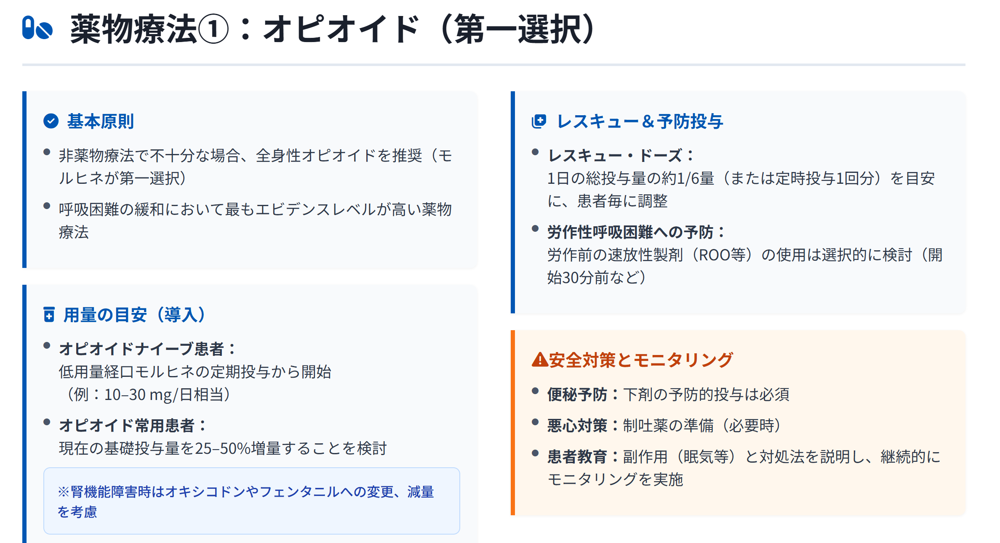 薬物療法①：オピオイド（第一選択）
基本原則
• 非薬物療法で不十分な場合、全身性オピオイドを推奨（モ
ルヒネが第一選択）
• 呼吸困難の緩和において最もエビデンスレベルが高い薬物
療法
用量の目安（導入）
• オピオイドナイーブ患者：
低用量経口モルヒネの定期投与から開始
（例：10–30 mg/日相当）
• オピオイド常用患者：
現在の基礎投与量を25–50%増量することを検討
※腎機能障害時はオキシコドンやフェンタニルへの変更、減量
を考慮
レスキュー＆予防投与
• レスキュー・ドーズ：
1日の総投与量の約1/6量（または定時投与1回分）を目安
に、患者毎に調整
• 労作性呼吸困難への予防：
労作前の速放性製剤（ROO等）の使用は選択的に検討（開
始30分前など）
安全対策とモニタリング
• 便秘予防：下剤の予防的投与は必須
• 悪心対策：制吐薬の準備（必要時）
• 患者教育：副作用（眠気等）と対処法を説明し、継続的に
モニタリングを実施